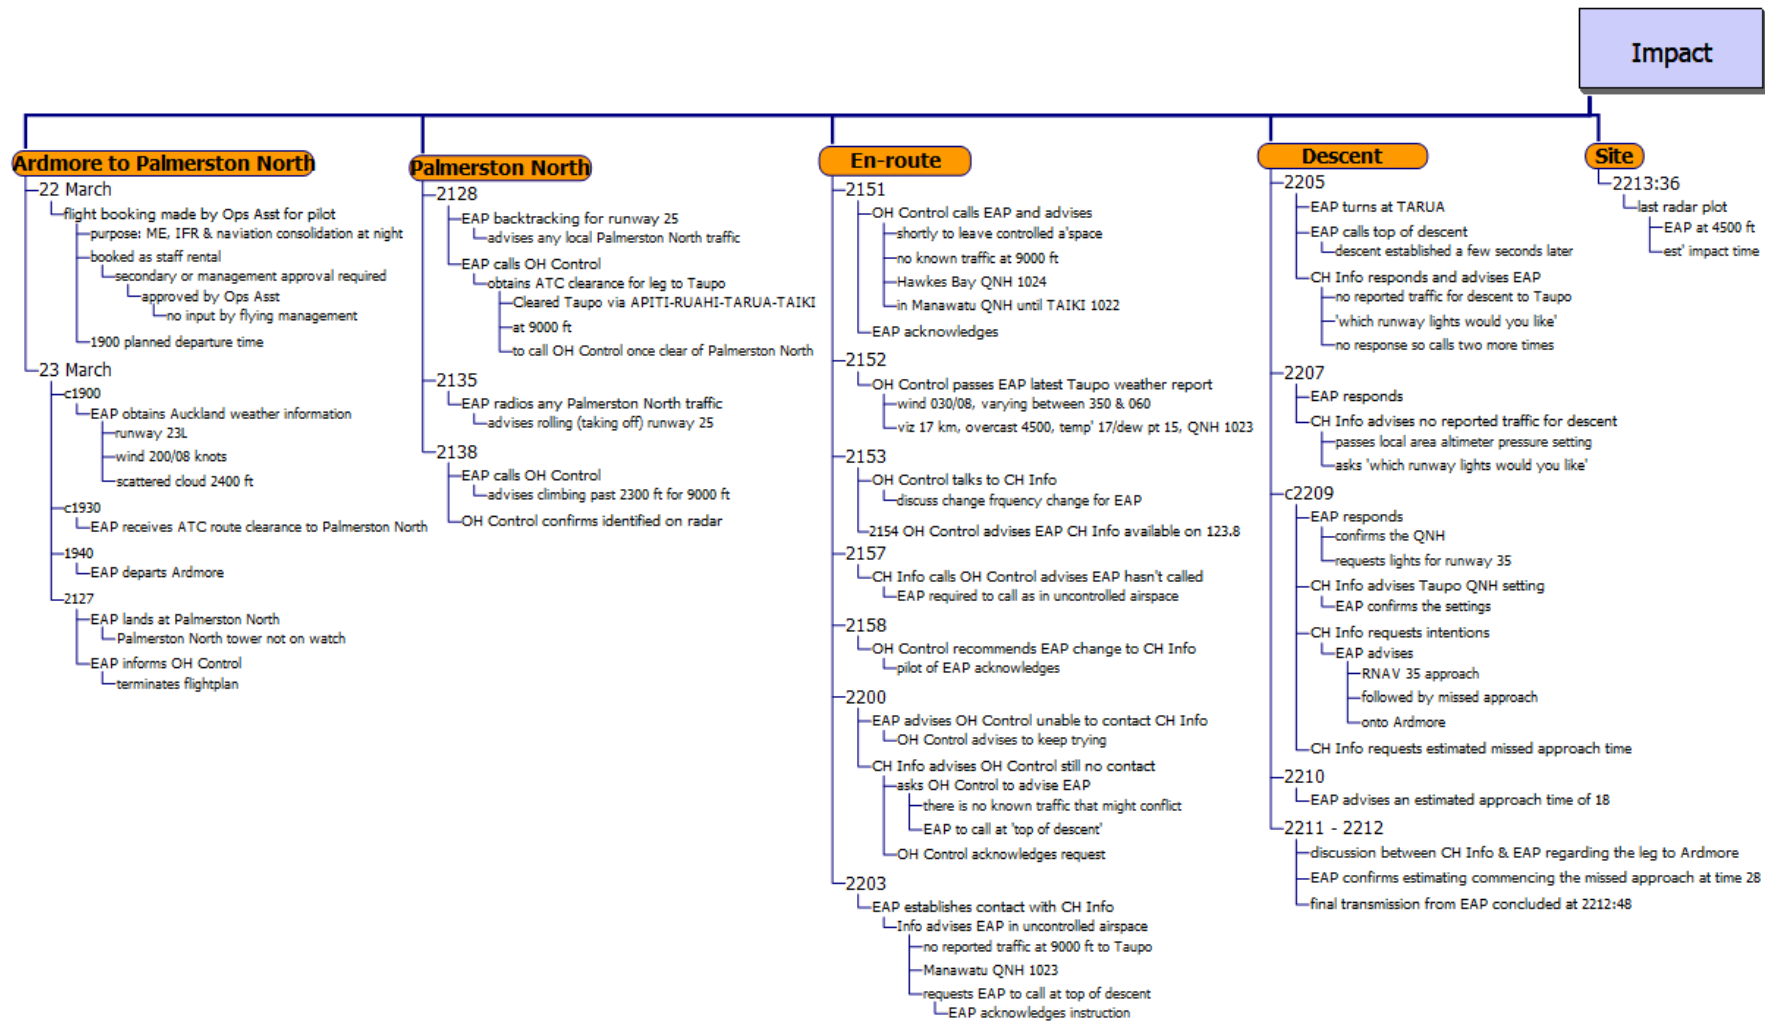 Impact
Ardmore to Palmerston North
22 March
flight booking made by Ops Asst for pilot
purpose: ME, IFR & naviation consolidation at night
booked as staff rental
secondary or management approval required
approved by Ops Asst
no input by flying management
1900 planned departure time
23 March
c1900
EAP obtains Auckland weather information
runway 23L
wind 200/08 knots
scattered cloud 2400 ft
c1930
EAP receives ATC route clearance to Palmerston North
1940
EAP departs Ardmore
2127
EAP lands at Palmerston North
Palmerston North tower not on watch
EAP informs OH Control
terminates flightplan
Palmerston North
2128
EAP backtracking for runway 25
advises any local Palmerston North traffic
EAP calls OH Control
obtains ATC clearance for leg to Taupo
Cleared Taupo via APITI-RUAHI-TARUA-TAIKI
at 9000 ft
to call OH Control once clear of Palmerston North
2135
EAP radios any Palmerston North traffic
advises rolling (taking off) runway 25
2138
EAP calls OH Control
advises climbing past 2300 ft for 9000 ft
OH Control confirms identified on radar
En-route
2151
OH Control calls EAP and advises
shortly to leave controlled a'space
no known traffic at 9000 ft
Hawkes Bay QNH 1024
in Manawatu QNH until TAIKI 1022
EAP acknowledges
2152
OH Control passes EAP latest Taupo weather report
wind 030/08, varying between 350 & 060
viz 17 km, overcast 4500, temp' 17/dew pt 15, QNH 1023
2153
OH Control talks to CH Info
discuss change frquency change for EAP
2154 OH Control advises EAP CH Info available on 123.8
2157
CH Info calls OH Control advises EAP hasn't called
EAP required to call as in uncontrolled airspace
2158
OH Control recommends EAP change to CH Info
pilot of EAP acknowledges
2200
EAP advises OH Control unable to contact CH Info
OH Control advises to keep trying
CH Info advises OH Control still no contact
asks OH Control to advise EAP
there is no known traffic that might conflict
EAP to call at 'top of descent'
OH Control acknowledges request
2203
EAP establishes contact with CH Info
Info advises EAP in uncontrolled airspace
no reported traffic at 9000 ft to Taupo
Manawatu QNH 1023
requests EAP to call at top of descent
EAP acknowledges instruction
Descent
2205
EAP turns at TARUA
EAP calls top of descent
descent established a few seconds later
CH Info responds and advises EAP
no reported traffic for descent to Taupo
'which runway lights would you like'
no response so calls two more times
2207
EAP responds
CH Info advises no reported traffic for descent
passes local area altimeter pressure setting
asks 'which runway lights would you like'
c2209
EAP responds
confirms the QNH
requests lights for runway 35
CH Info advises Taupo QNH setting
EAP confirms the settings
CH Info requests intentions
EAP advises
RNAV 35 approach
followed by missed approach
onto Ardmore
CH Info requests estimated missed approach time
2210
EAP advises an estimated approach time of 18
2211 - 2212
discussion between CH Info & EAP regarding the leg to Ardmore
EAP confirms estimating commencing the missed approach at time 28
final transmission from EAP concluded at 2212:48
Site
2213:36
last radar plot
EAP at 4500 ft
est' impact time